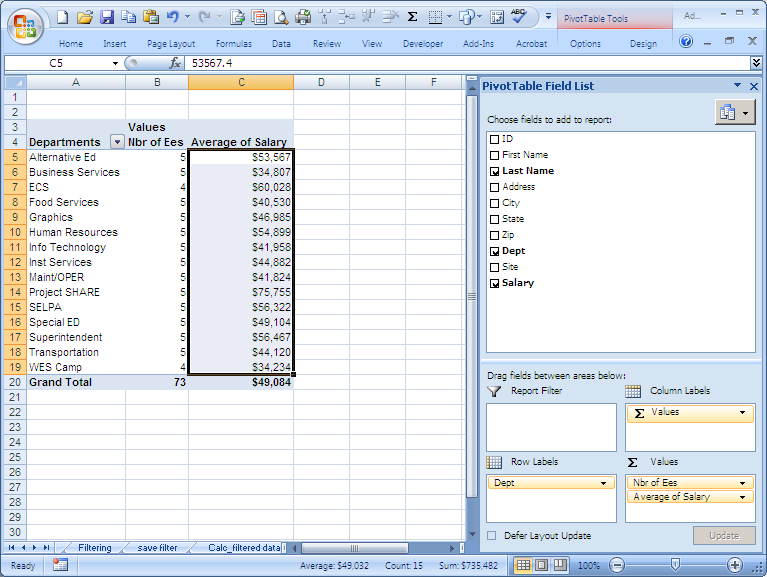 PivotTable Tools
Ad...
Home Insert Page Layout Formulas Data Review View Developer Add-Ins Acrobat Options Design
C5 fx 53567.4
A B C D E F
1
2
3 Values
4 Departments Nbr of Ees Average of Salary
5 Alternative Ed 5 $53,567
6 Business Services 5 $34,807
7 ECS 4 $60,028
8 Food Services 5 $40,530
9 Graphics 5 $46,985
10 Human Resources 5 $54,899
11 Info Technology 5 $41,958
12 Inst Services 5 $44,882
13 Maint/OPER 5 $41,824
14 Project SHARE 5 $75,755
15 SELPA 5 $56,322
16 Special ED 5 $49,104
17 Superintendent 5 $56,467
18 Transportation 5 $44,120
19 WES Camp 4 $34,234
20 Grand Total 73 $49,084
21
22
23
24
25
26
27
28
29
30
Filtering save filter Calc_filtered data
PivotTable Field List
Choose fields to add to report:
ID
First Name
Last Name
Address
City
State
Zip
Dept
Site
Salary
Drag fields between areas below:
Report Filter
Column Labels
Σ Values
Row Labels
Σ Values
Dept
Nbr of Ees
Average of Salary
Defer Layout Update
Update
Ready Average: $49,032 Count: 15 Sum: $735,482 100%